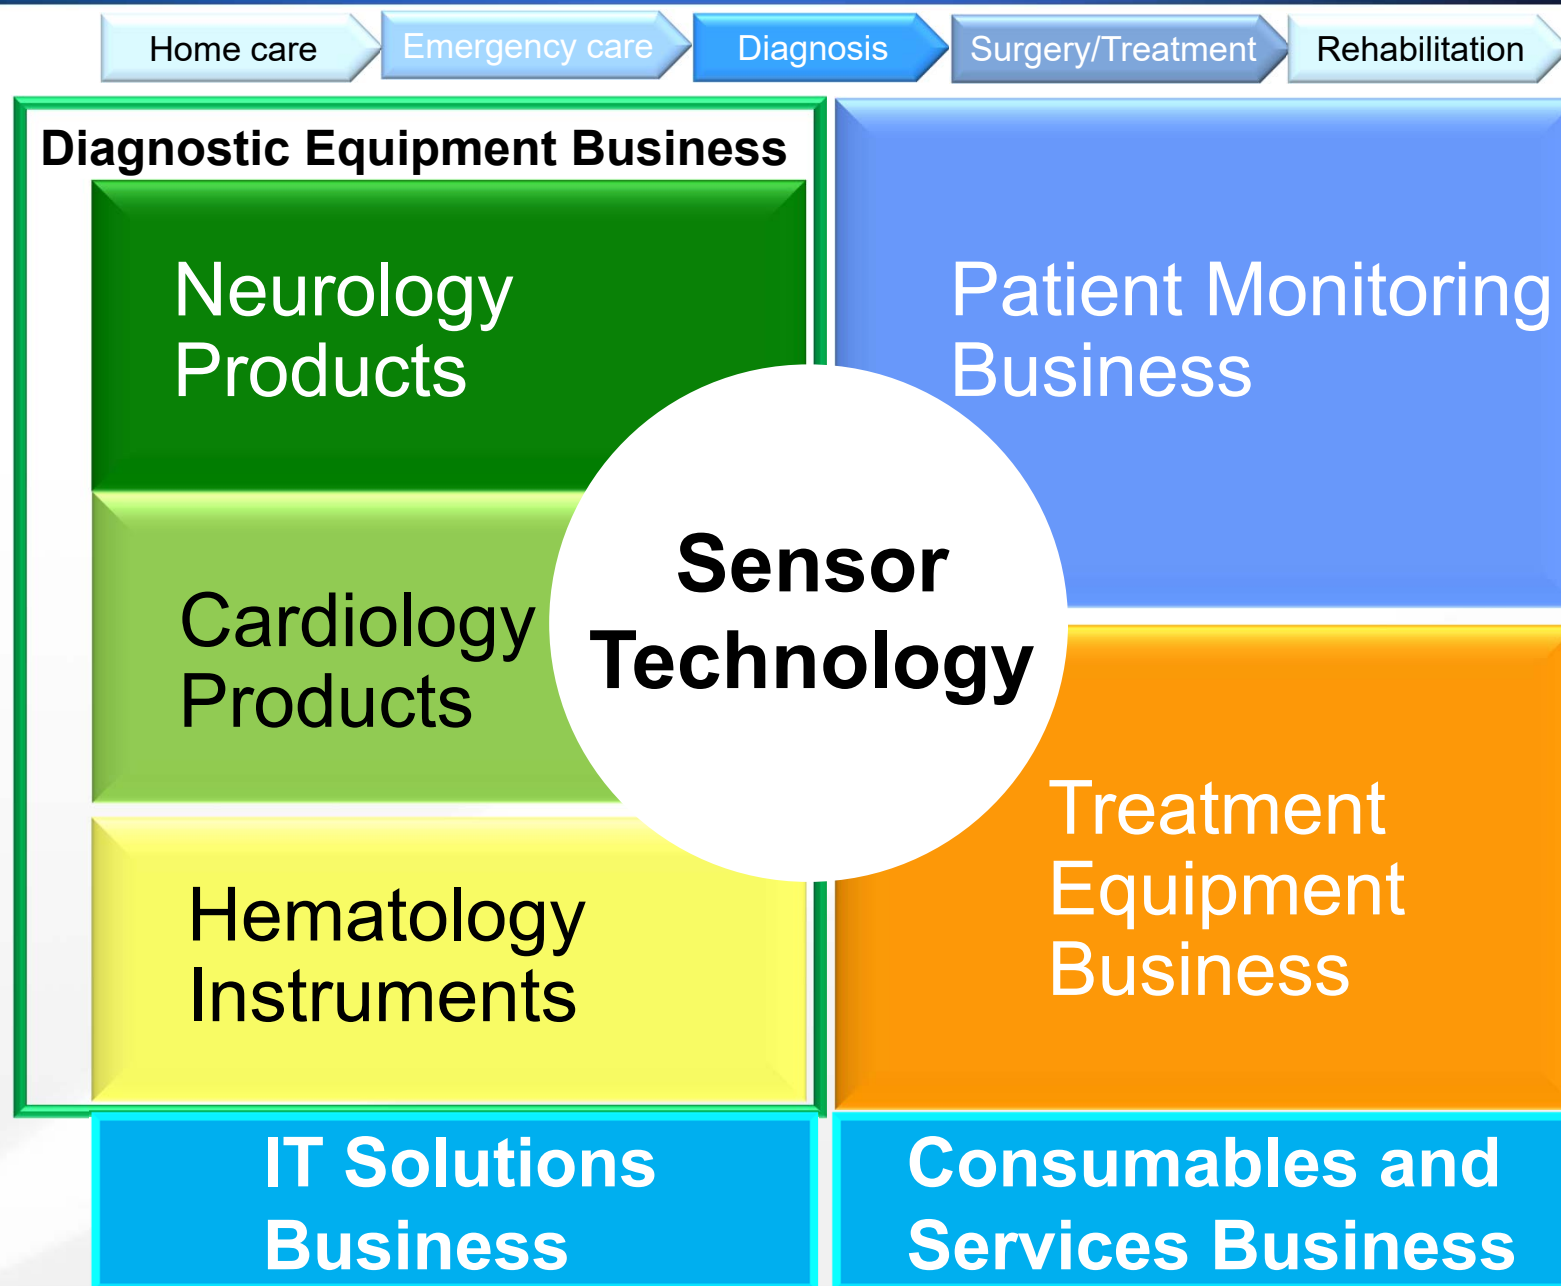 Home care
Emergency care
Diagnosis
Surgery/Treatment
Rehabilitation
Diagnostic Equipment Business
Neurology
Products
Cardiology
Products
Hematology
Instruments
Sensor
Technology
Patient Monitoring
Business
Treatment
Equipment
Business
IT Solutions
Business
Consumables and
Services Business